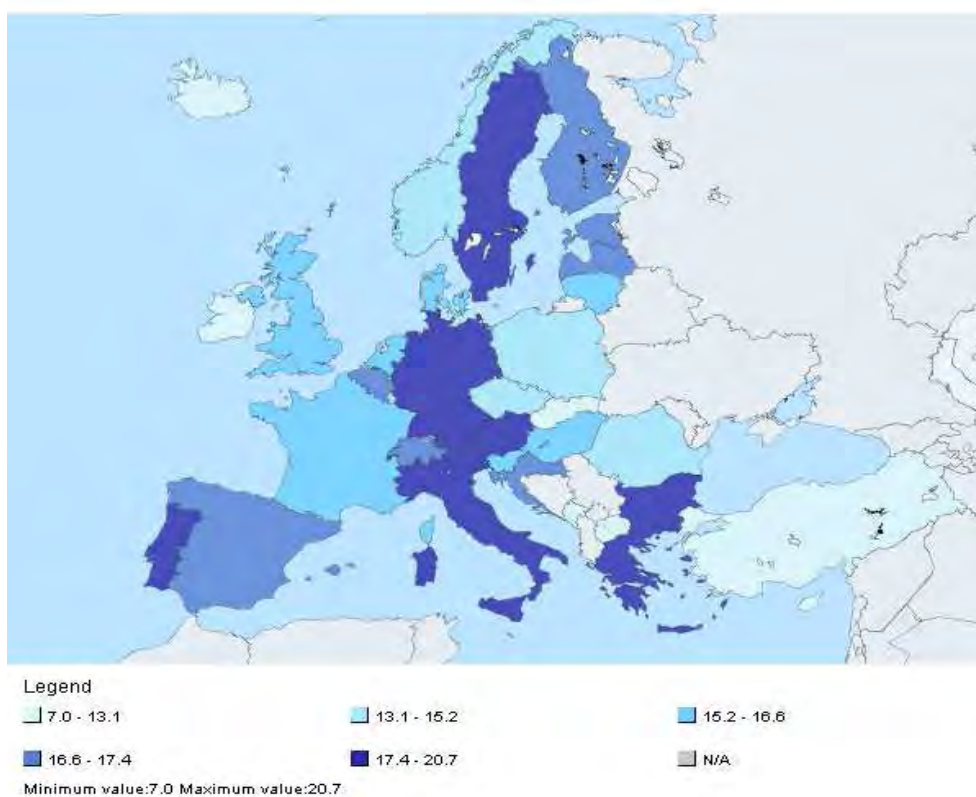 Legend
7.0 - 13.1 13.1 - 15.2 15.2 - 16.6
16.6 - 17.4 17.4 - 20.7 N/A
Minimum value:7.0 Maximum value:20.7